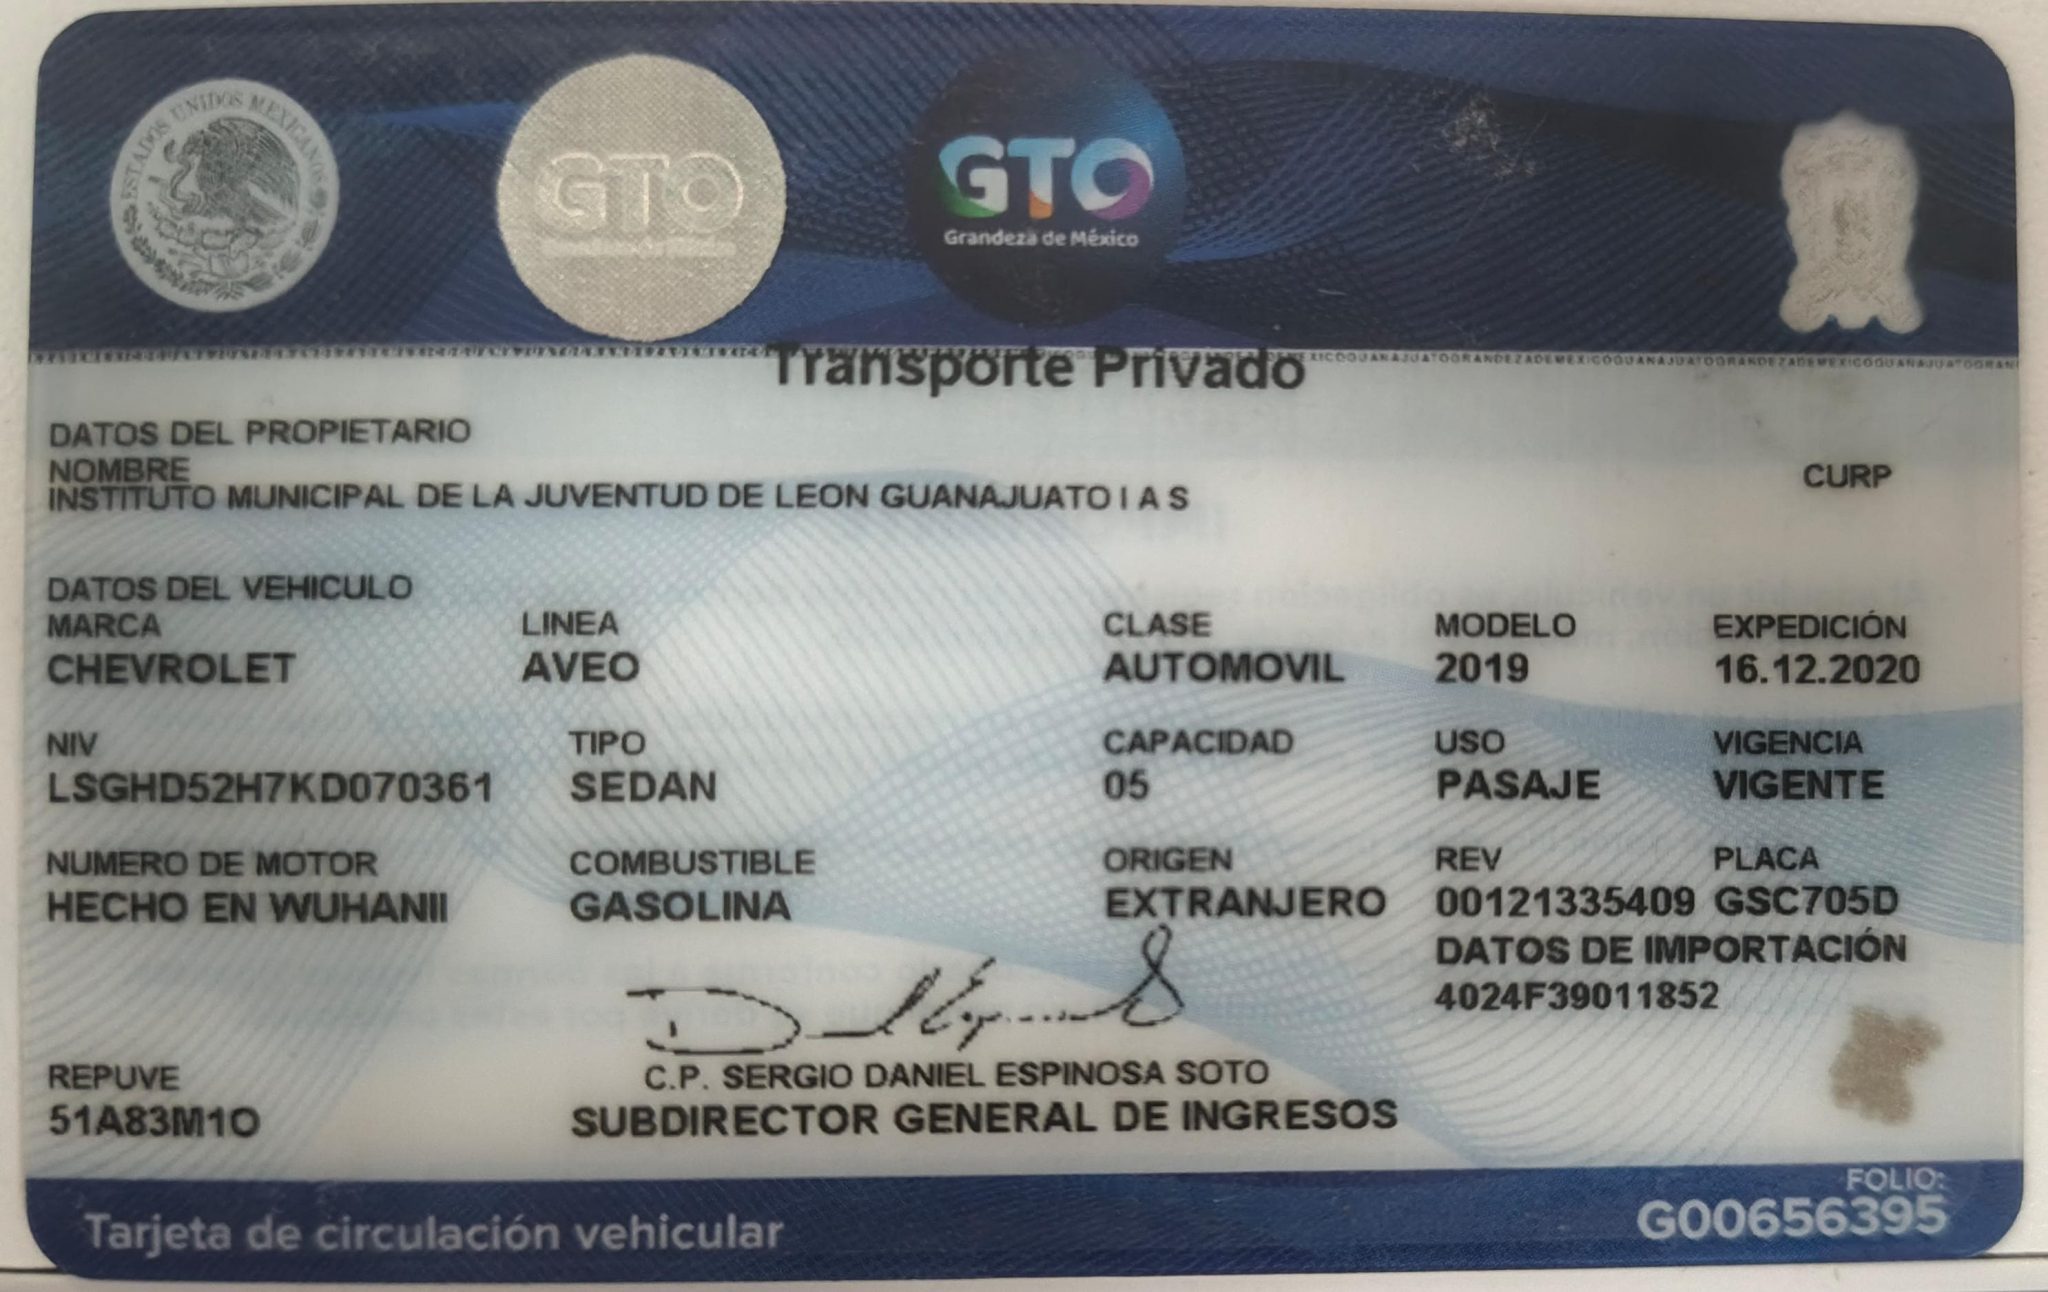 ESTADOS UNIDOS MEXICANOS
GTO
GTO
Grandeza de México
Transporte Privado
DATOS DEL PROPIETARIO
NOMBRE CURP
INSTITUTO MUNICIPAL DE LA JUVENTUD DE LEON GUANAJUATO I A S
DATOS DEL VEHICULO
MARCA LINEA CLASE MODELO EXPEDICIÓN
CHEVROLET AVEO AUTOMOVIL 2019 16.12.2020
NIV TIPO CAPACIDAD USO VIGENCIA
LSGHD52H7KD070361 SEDAN 05 PASAJE VIGENTE
NUMERO DE MOTOR COMBUSTIBLE ORIGEN REV PLACA
HECHO EN WUHANII GASOLINA EXTRANJERO 00121335409 GSC705D
DATOS DE IMPORTACIÓN
4024F39011852
REPUVE C.P. SERGIO DANIEL ESPINOSA SOTO
51A83M1O SUBDIRECTOR GENERAL DE INGRESOS
FOLIO:
Tarjeta de circulación vehicular G00656395